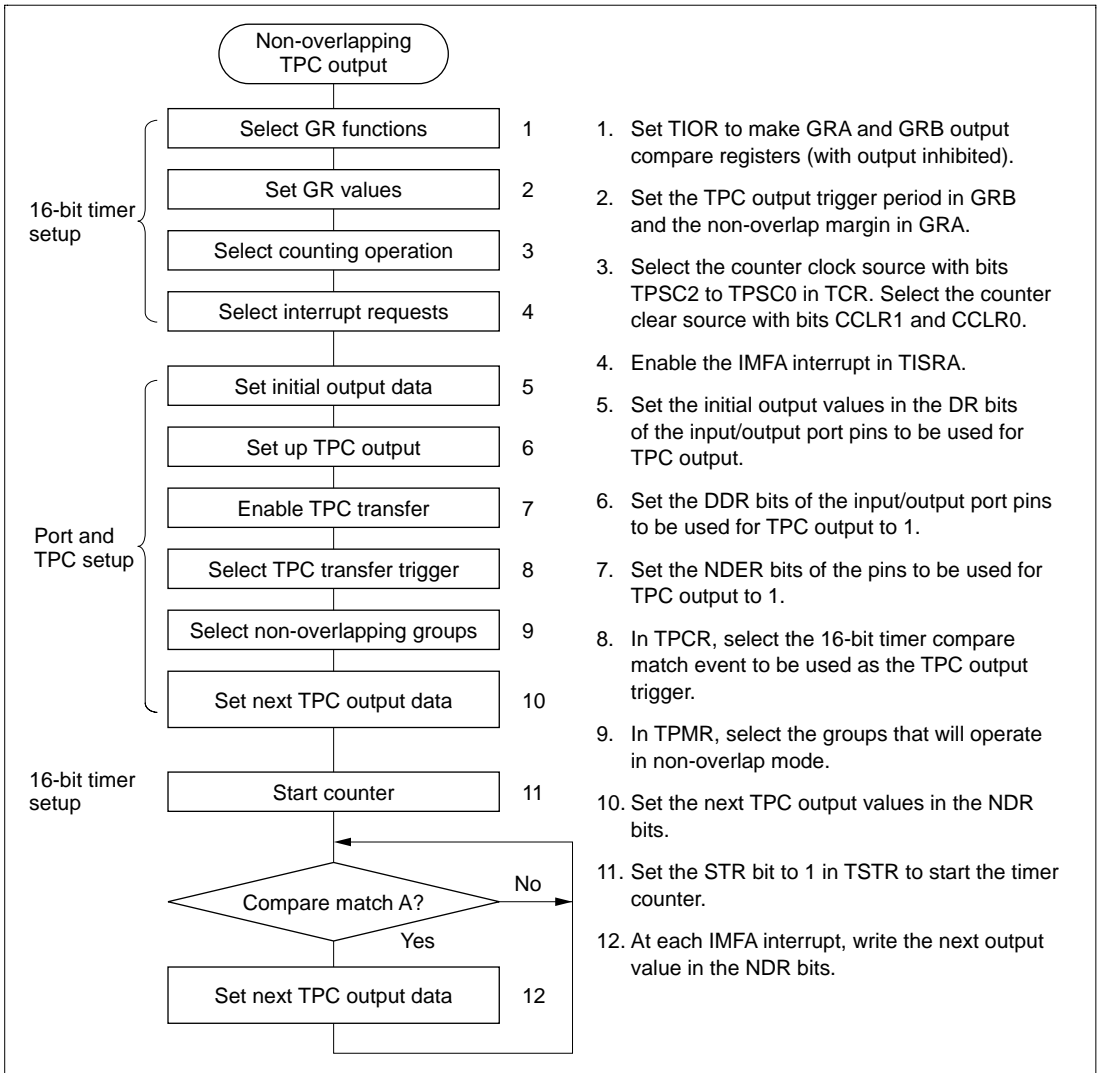 Non-overlapping
TPC output
16-bit timer
setup
Select GR functions 1
Set GR values 2
Select counting operation 3
Select interrupt requests 4
Port and
TPC setup
Set initial output data 5
Set up TPC output 6
Enable TPC transfer 7
Select TPC transfer trigger 8
Select non-overlapping groups 9
Set next TPC output data 10
16-bit timer
setup
Start counter 11
Compare match A?
No
Yes
Set next TPC output data 12
1. Set TIOR to make GRA and GRB output
compare registers (with output inhibited).
2. Set the TPC output trigger period in GRB
and the non-overlap margin in GRA.
3. Select the counter clock source with bits
TPSC2 to TPSC0 in TCR. Select the counter
clear source with bits CCLR1 and CCLR0.
4. Enable the IMFA interrupt in TISRA.
5. Set the initial output values in the DR bits
of the input/output port pins to be used for
TPC output.
6. Set the DDR bits of the input/output port pins
to be used for TPC output to 1.
7. Set the NDER bits of the pins to be used for
TPC output to 1.
8. In TPCR, select the 16-bit timer compare
match event to be used as the TPC output
trigger.
9. In TPMR, select the groups that will operate
in non-overlap mode.
10. Set the next TPC output values in the NDR
bits.
11. Set the STR bit to 1 in TSTR to start the timer
counter.
12. At each IMFA interrupt, write the next output
value in the NDR bits.